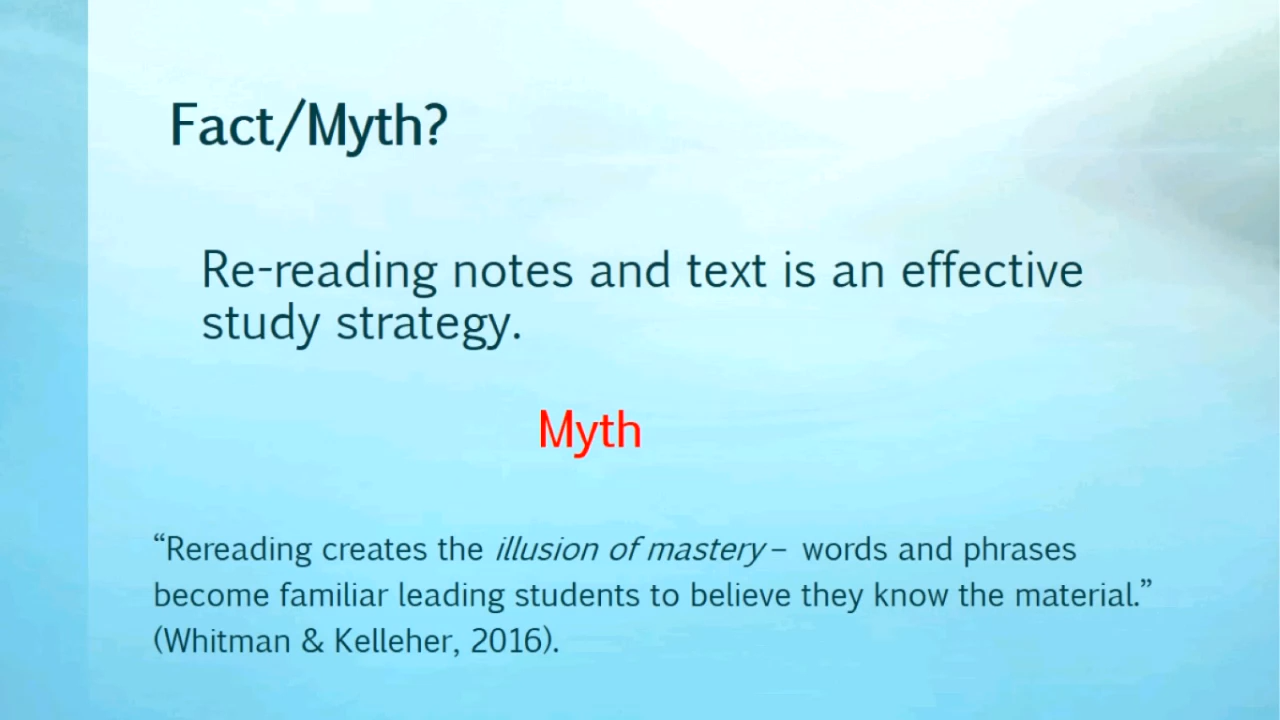 Fact/Myth?
Re-reading notes and text is an effective
study strategy.
Myth
“Rereading creates the illusion of mastery – words and phrases
become familiar leading students to believe they know the material.”
(Whitman & Kelleher, 2016).